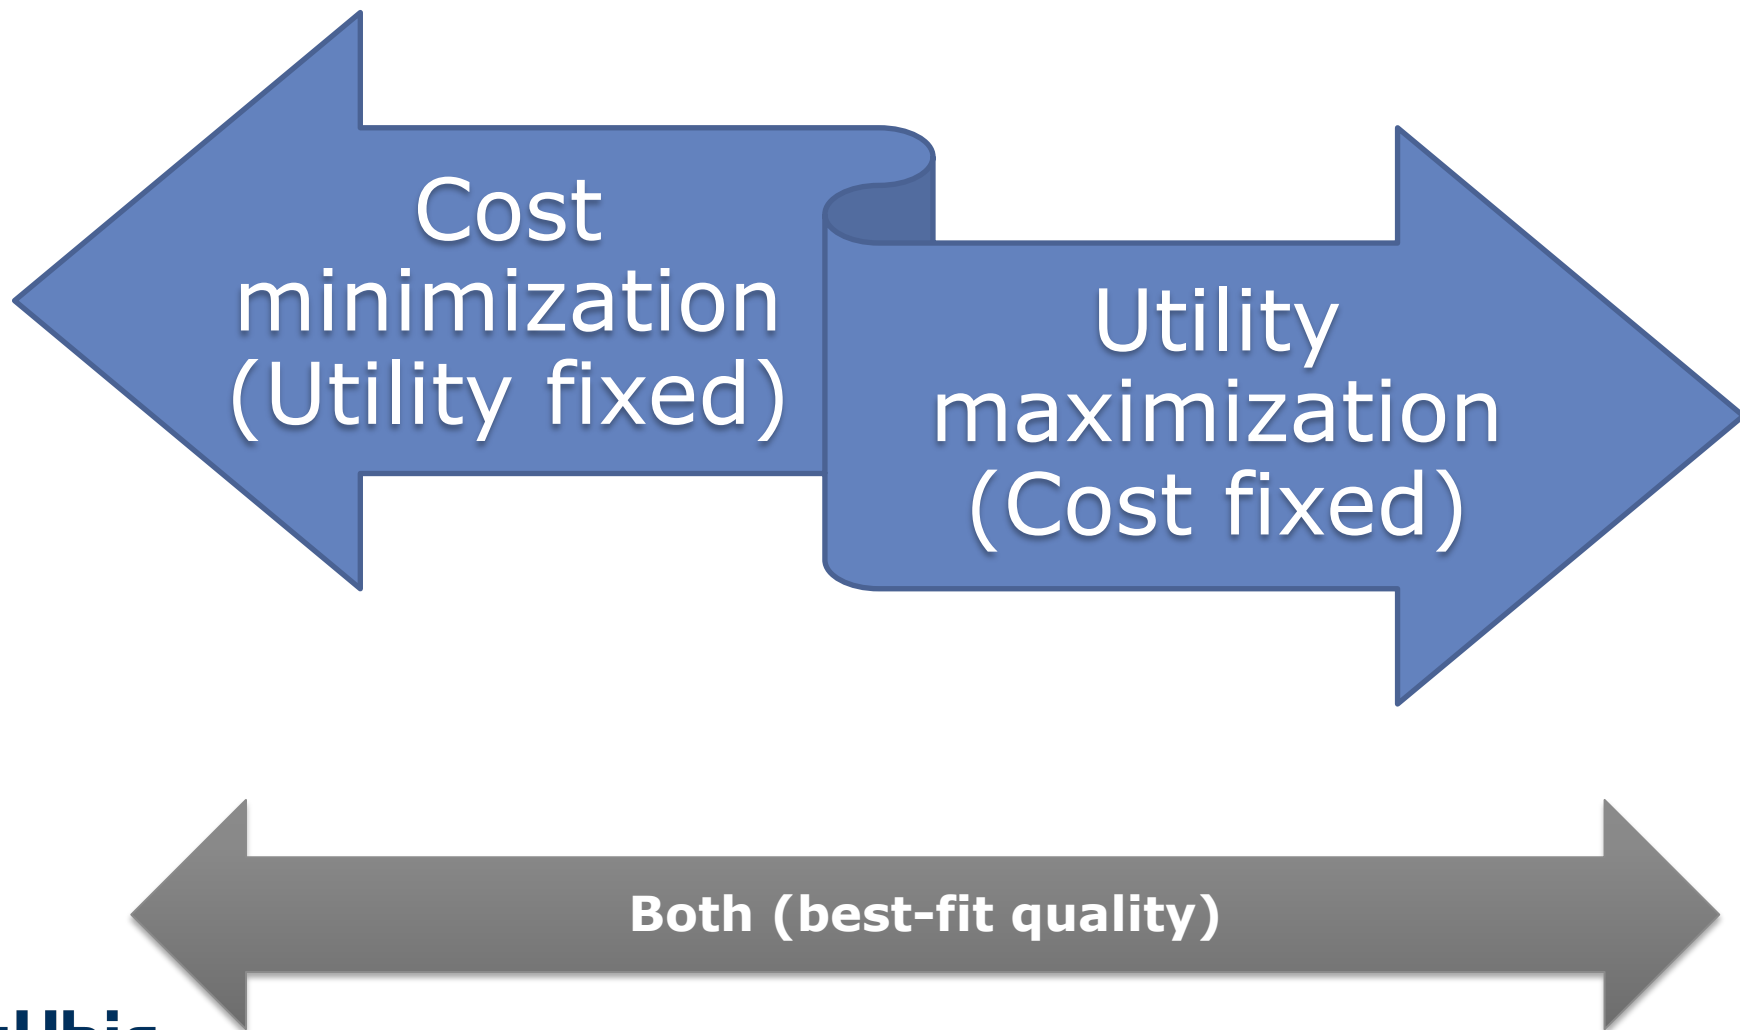 Cost
minimization
(Utility fixed)
Utility
maximization
(Cost fixed)
Both (best-fit quality)